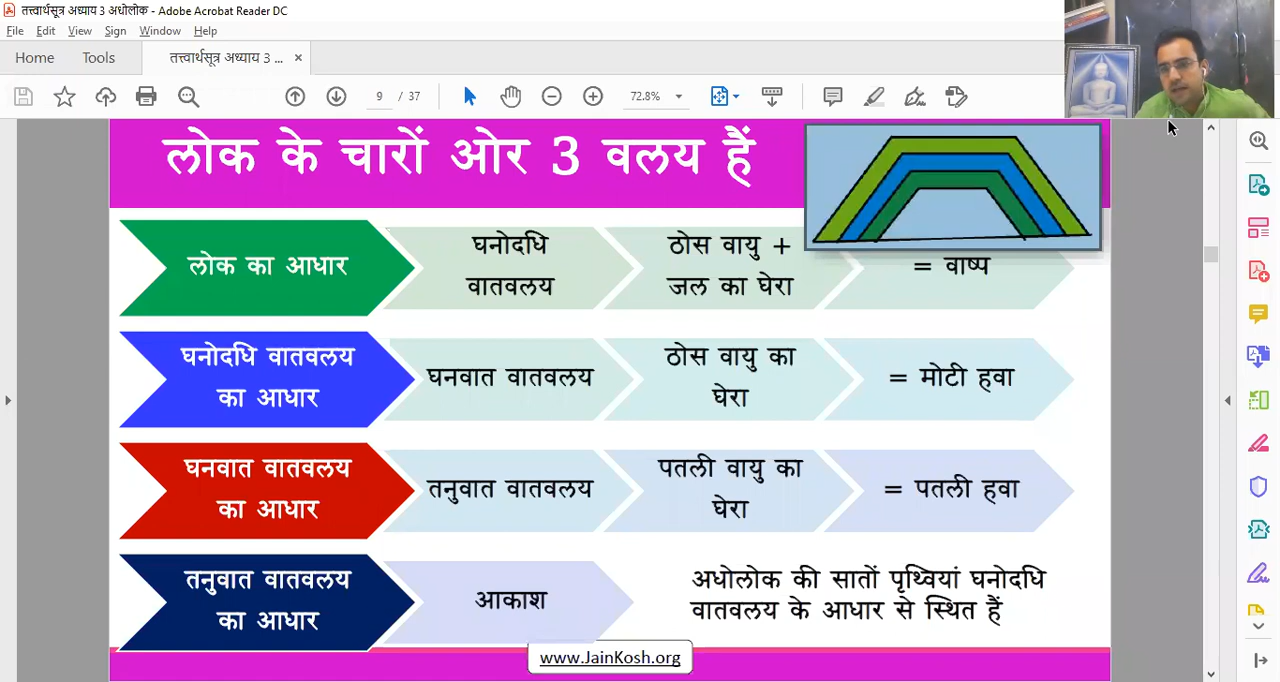 तत्त्वार्थसूत्र अध्याय 3 अधोलोक.pdf - Adobe Acrobat Reader DC
File Edit View Sign Window Help
Home Tools तत्त्वार्थसूत्र अध्याय 3 ... ×
9 / 37 72.8%
लोक के चारों ओर 3 वलय हैं
लोक का आधार
घनोदधि
वातवलय
ठोस वायु +
जल का घेरा
= वाष्प
घनोदधि वातवलय
का आधार
घनवात वातवलय
ठोस वायु का
घेरा
= मोटी हवा
घनवात वातवलय
का आधार
तनुवात वातवलय
पतली वायु का
घेरा
= पतली हवा
तनुवात वातवलय
का आधार
आकाश
अधोलोक की सातों पृथ्वियां घनोदधि
वातवलय के आधार से स्थित हैं
www.JainKosh.org